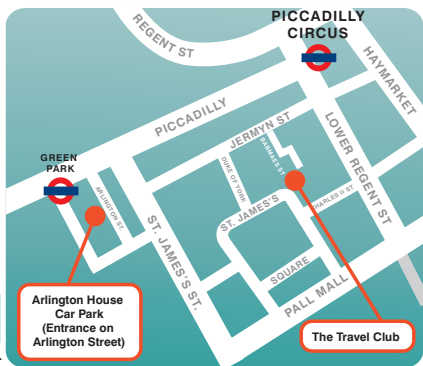 PICCADILLY
CIRCUS
REGENT ST
HAYMARKET
PICCADILLY
JERMYN ST
LOWER REGENT ST
GREEN
PARK
ARLINGTON ST.
DUKE OF YORK
BABMAES ST
CHARLES II ST
ST. JAMES'S
ST. JAMES'S ST.
SQUARE
PALL MALL
Arlington House
Car Park
(Entrance on
Arlington Street)
The Travel Club